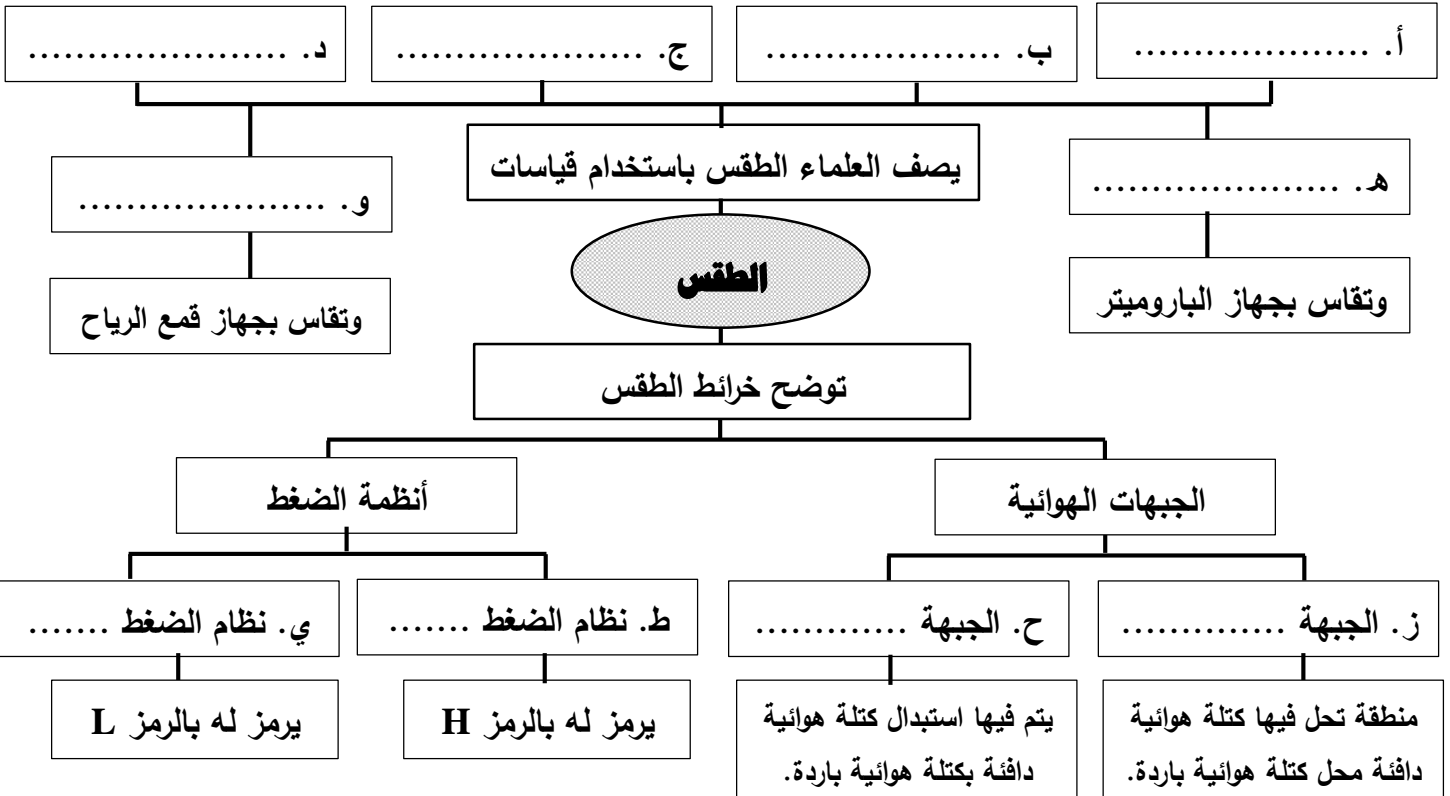 أ. ....................
ب. ...................
ج. .....................
د. ......................
يصف العلماء الطقس باستخدام قياسات
هـ. .....................
و. .....................
الطقس
وتقاس بجهاز الباروميتر
وتقاس بجهاز قمع الرياح
توضح خرائط الطقس
الجبهات الهوائية
أنظمة الضغط
ز. الجبهة ..............
ح. الجبهة .............
ط. نظام الضغط .......
ي. نظام الضغط .......
منطقة تحل فيها كتلة هوائية
دافئة محل كتلة هوائية باردة.
يتم فيها استبدال كتلة هوائية
دافئة بكتلة هوائية باردة.
يرمز له بالرمز H
يرمز له بالرمز L